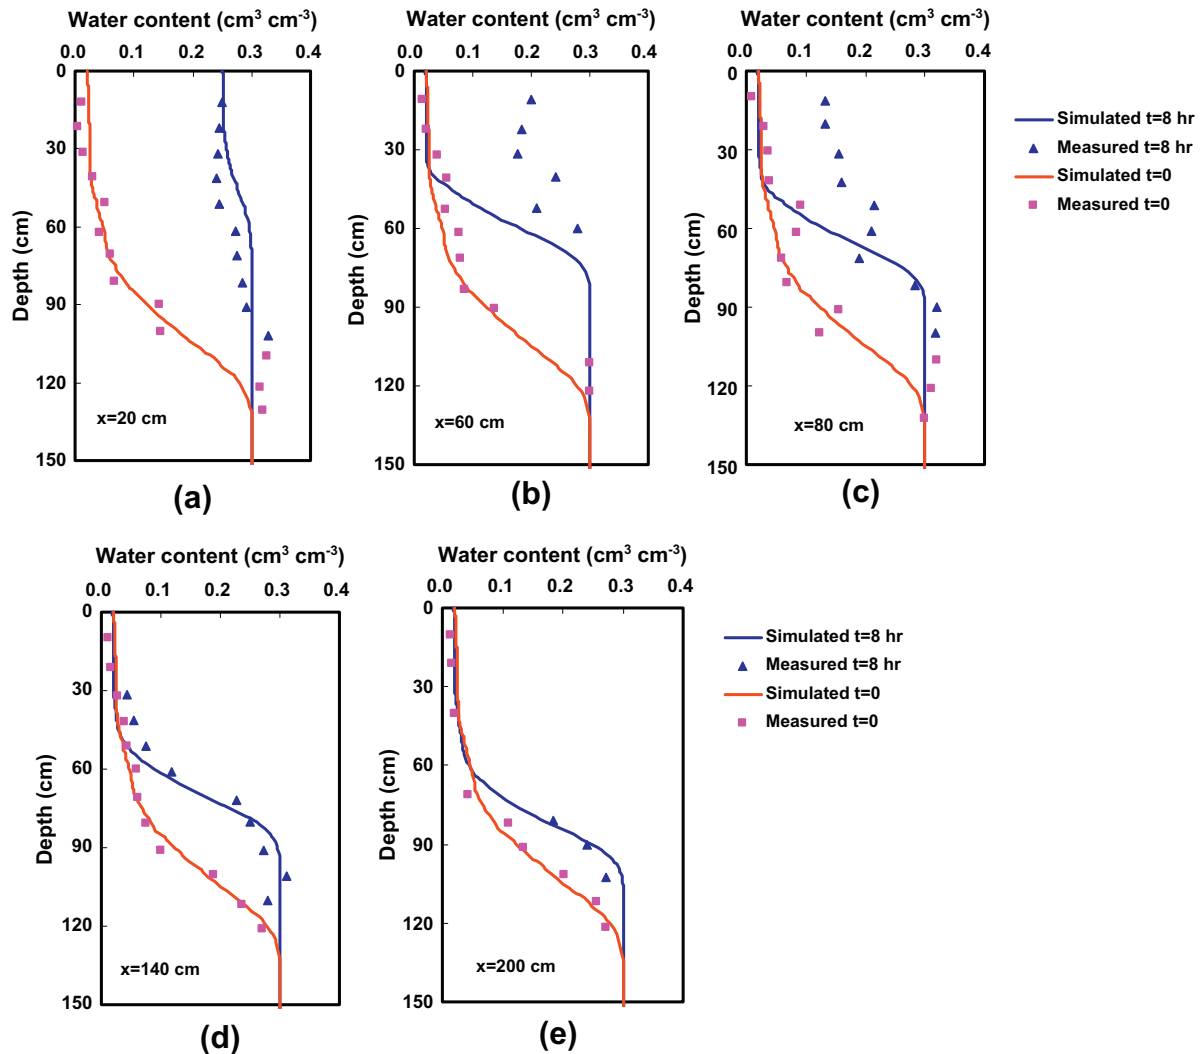 Water content (cm³ cm⁻³)
0.0 0.1 0.2 0.3 0.4
0
30
60
90
120
150
Depth (cm)
x=20 cm
(a)
Water content (cm³ cm⁻³)
0.0 0.1 0.2 0.3 0.4
0
30
60
90
120
150
Depth (cm)
x=60 cm
(b)
Water content (cm³ cm⁻³)
0.0 0.1 0.2 0.3 0.4
0
30
60
90
120
150
Depth (cm)
x=80 cm
(c)
Simulated t=8 hr
Measured t=8 hr
Simulated t=0
Measured t=0
Water content (cm³ cm⁻³)
0.0 0.1 0.2 0.3 0.4
0
30
60
90
120
150
Depth (cm)
x=140 cm
(d)
Water content (cm³ cm⁻³)
0.0 0.1 0.2 0.3 0.4
0
30
60
90
120
150
Depth (cm)
x=200 cm
(e)
Simulated t=8 hr
Measured t=8 hr
Simulated t=0
Measured t=0